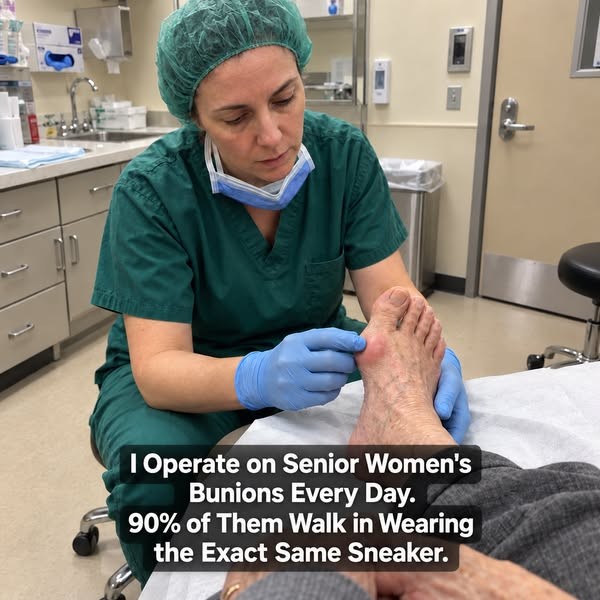 I Operate on Senior Women's
Bunions Every Day.
90% of Them Walk in Wearing
the Exact Same Sneaker.